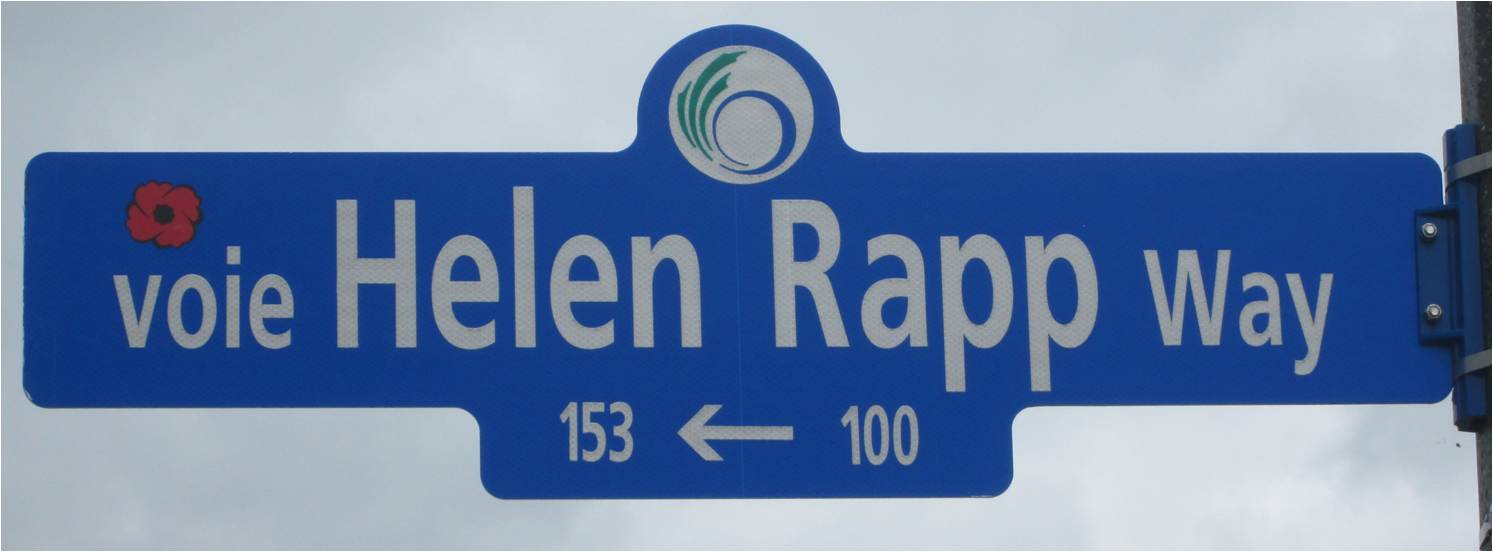 voie Helen Rapp Way
153 ← 100